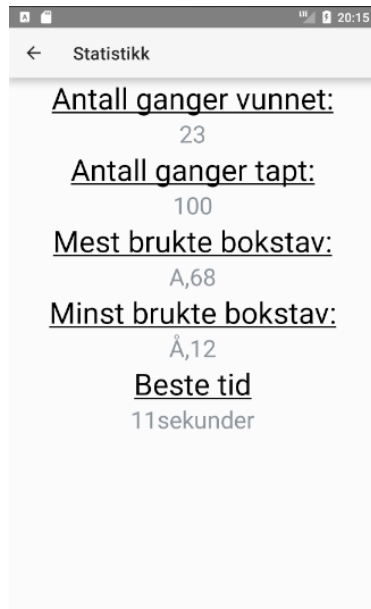 20:15
Statistikk
Antall ganger vunnet:
23
Antall ganger tapt:
100
Mest brukte bokstav:
A,68
Minst brukte bokstav:
Å,12
Beste tid
11sekunder